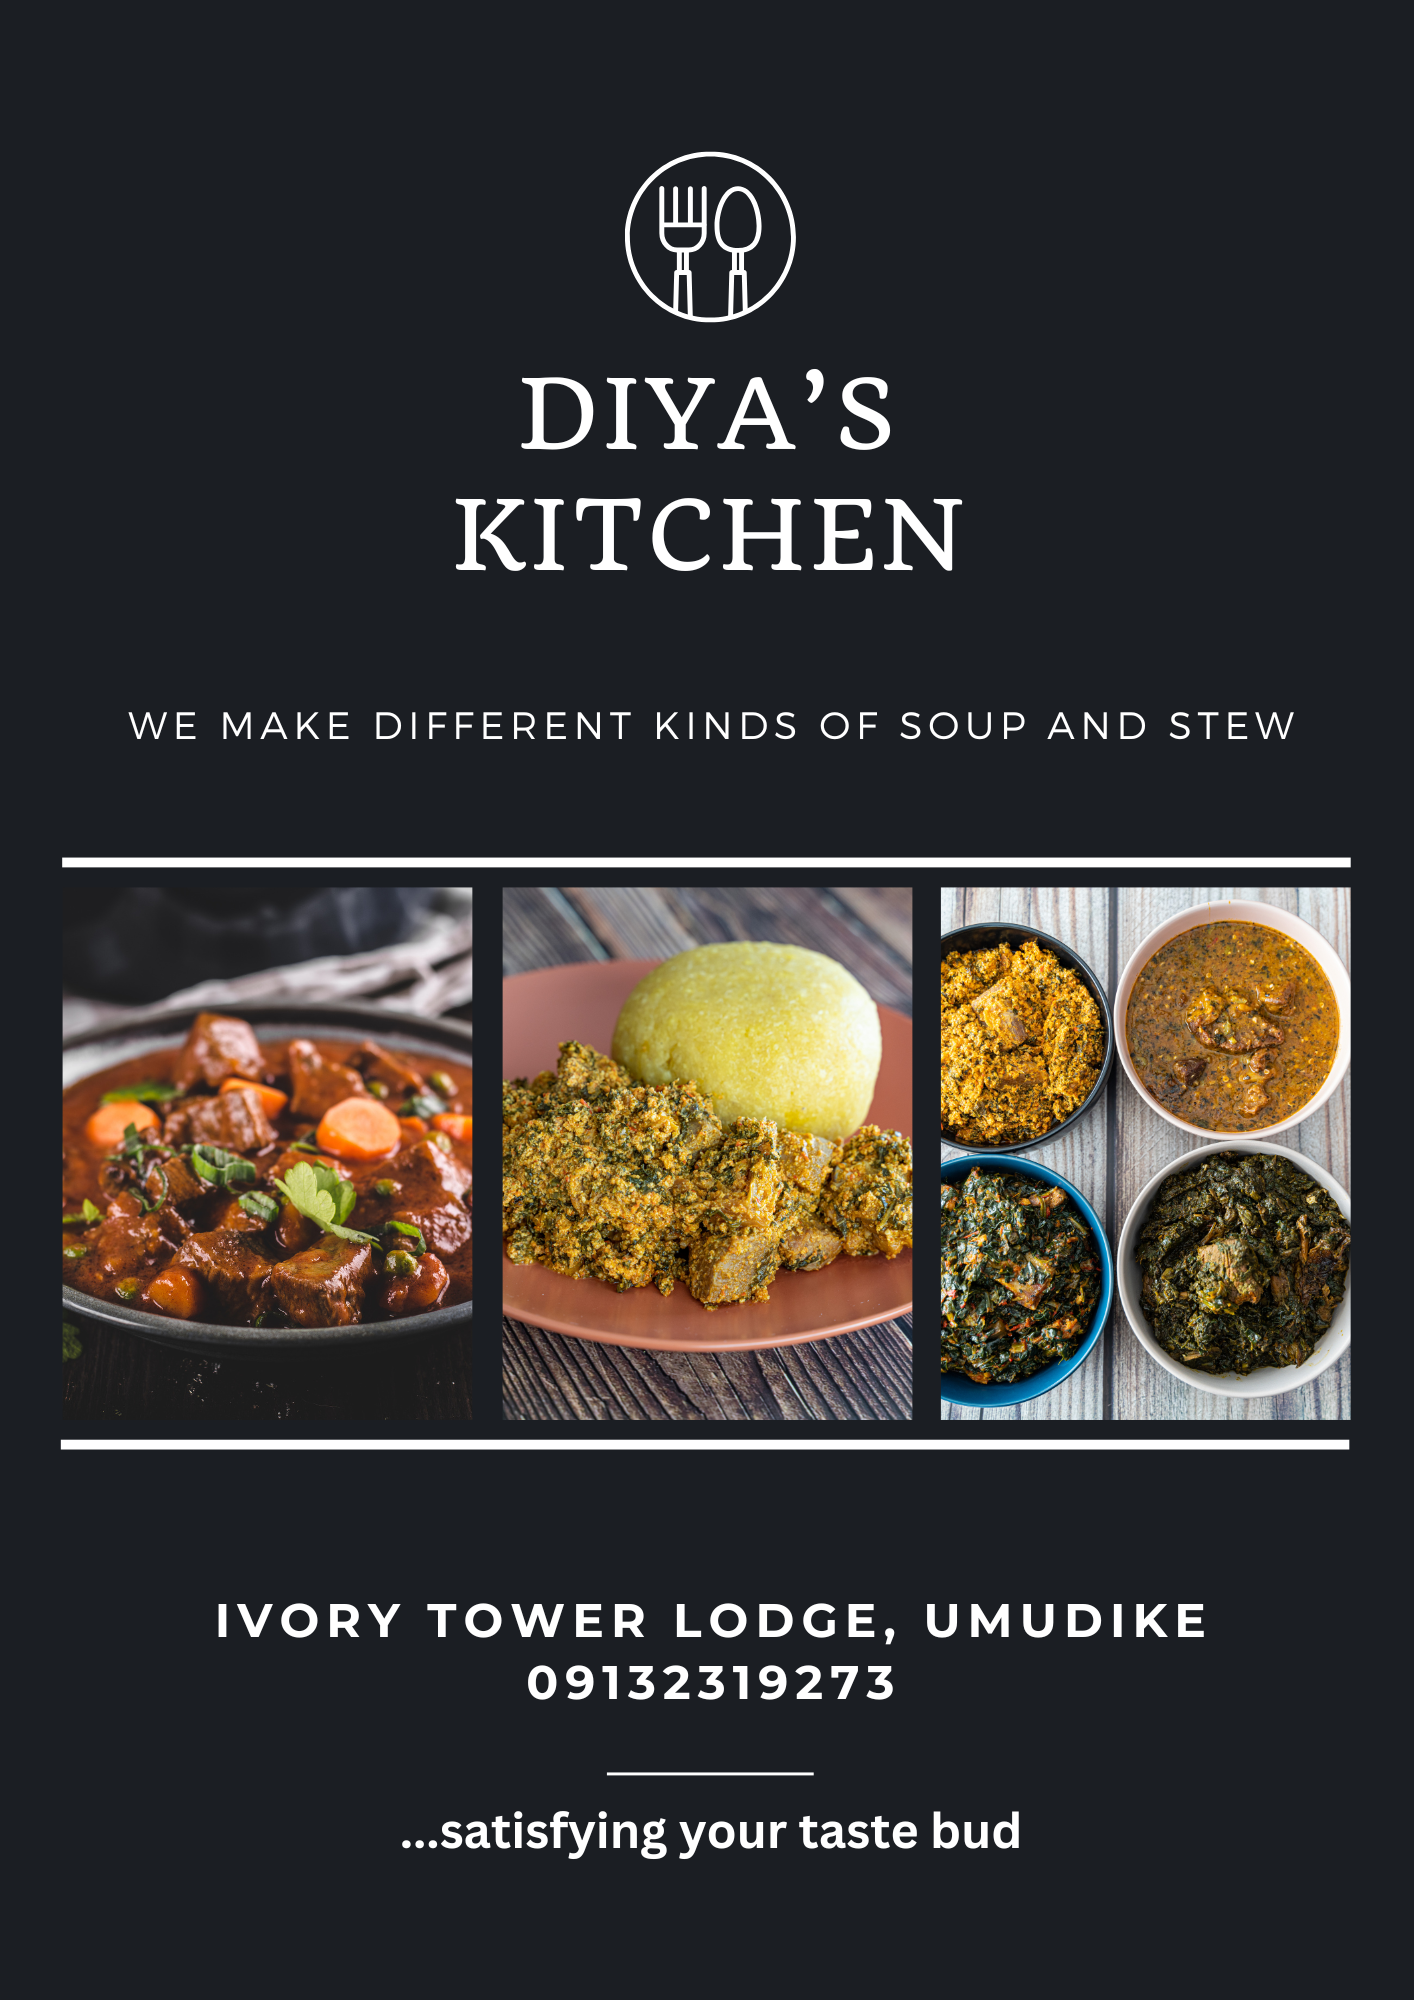 DIYA’S
KITCHEN
WE MAKE DIFFERENT KINDS OF SOUP AND STEW
IVORY TOWER LODGE, UMUDIKE
09132319273
...satisfying your taste bud